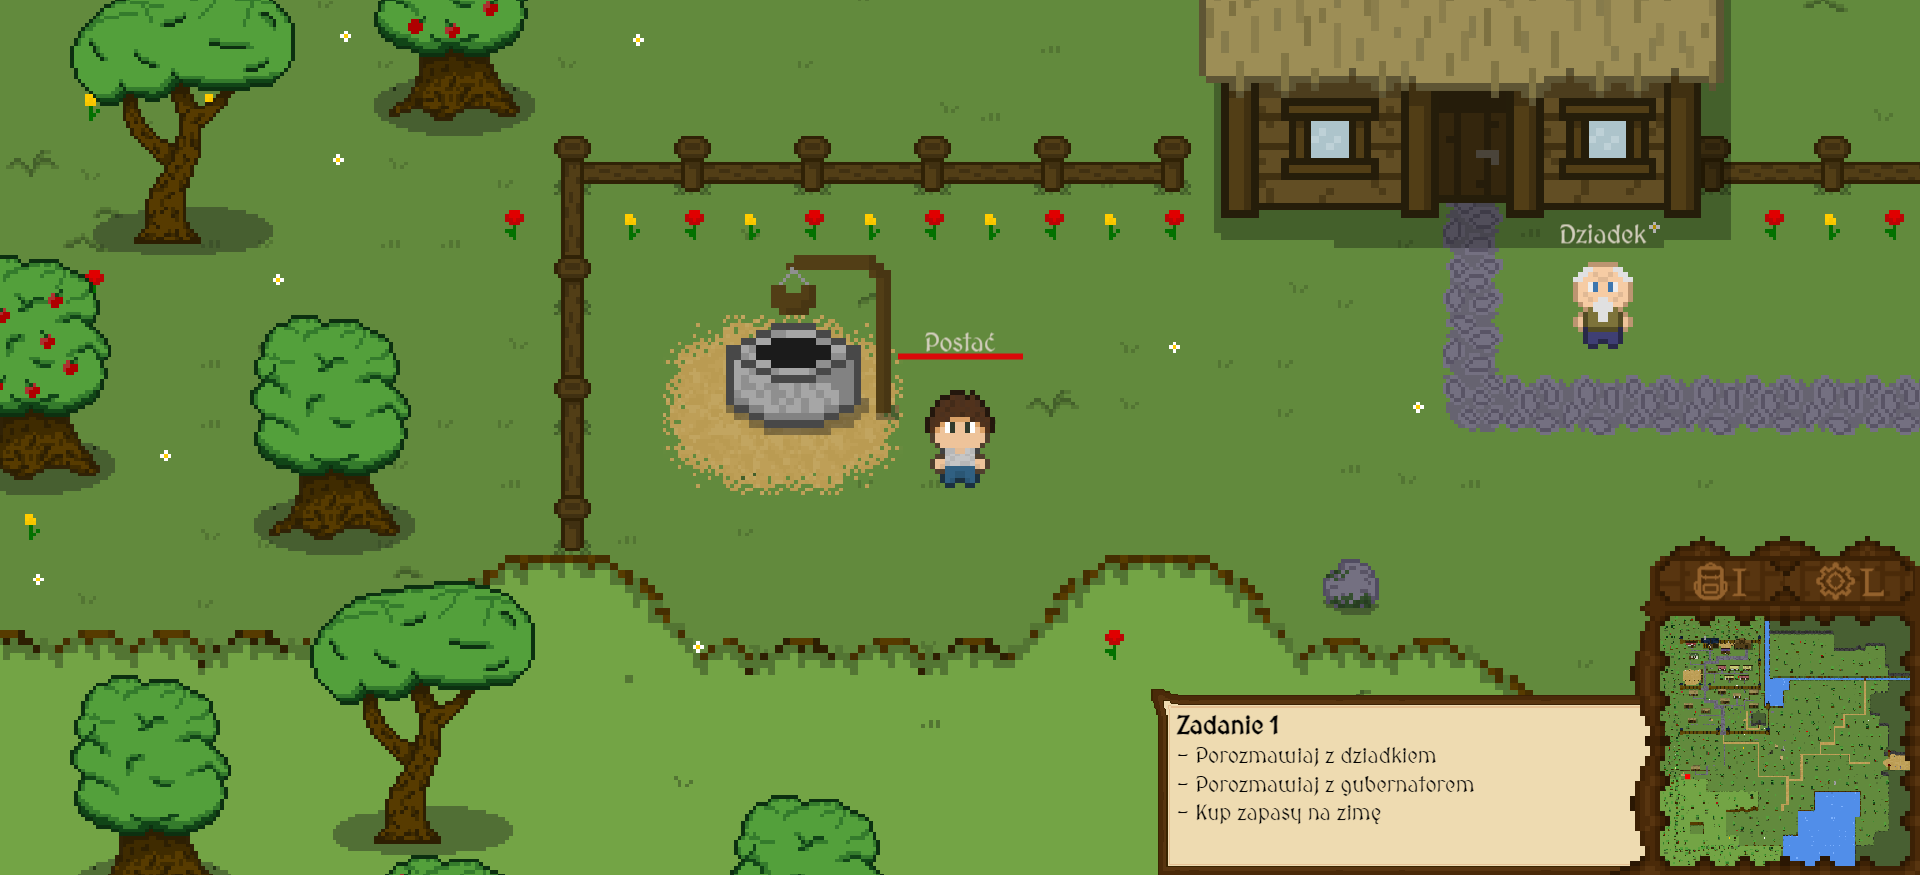 Dziadek*
Postać
I
L
Zadanie 1
- Porozmawiaj z dziadkiem
- Porozmawiaj z gubernatorem
- Kup zapasy na zimę